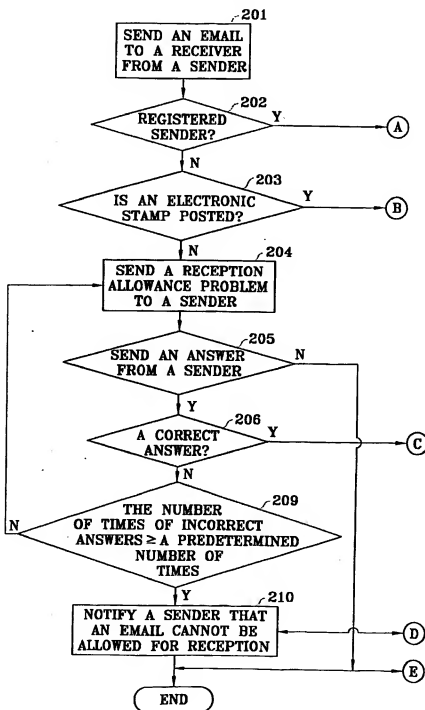 201
SEND AN EMAIL
TO A RECEIVER
FROM A SENDER
202
REGISTERED
SENDER?
Y
A
N
203
IS AN ELECTRONIC
STAMP POSTED?
Y
B
N
204
SEND A RECEPTION
ALLOWANCE PROBLEM
TO A SENDER
205
SEND AN ANSWER
FROM A SENDER
N
Y
206
A CORRECT
ANSWER?
Y
C
N
209
THE NUMBER
OF TIMES OF INCORRECT
ANSWERS ≥ A PREDETERMINED
NUMBER OF
TIMES
N
Y
210
NOTIFY A SENDER THAT
AN EMAIL CANNOT BE
ALLOWED FOR RECEPTION
D
E
END